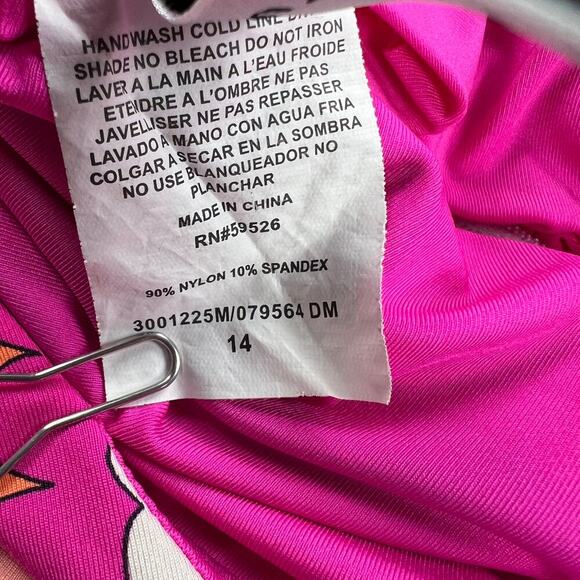 HANDWASH COLD LINE
SHADE NO BLEACH DO NOT IRON
LAVER A LA MAIN A L'EAU FROIDE
ETENDRE A L'OMBRE NE PAS
JAVELLISER NE PAS REPASSER
LAVADO A MANO CON AGUA FRIA
COLGAR A SECAR EN LA SOMBRA
NO USE BLANQUEADOR NO
PLANCHAR
MADE IN CHINA
RN#59526
90% NYLON 10% SPANDEX
3001225M/079564 DM
14